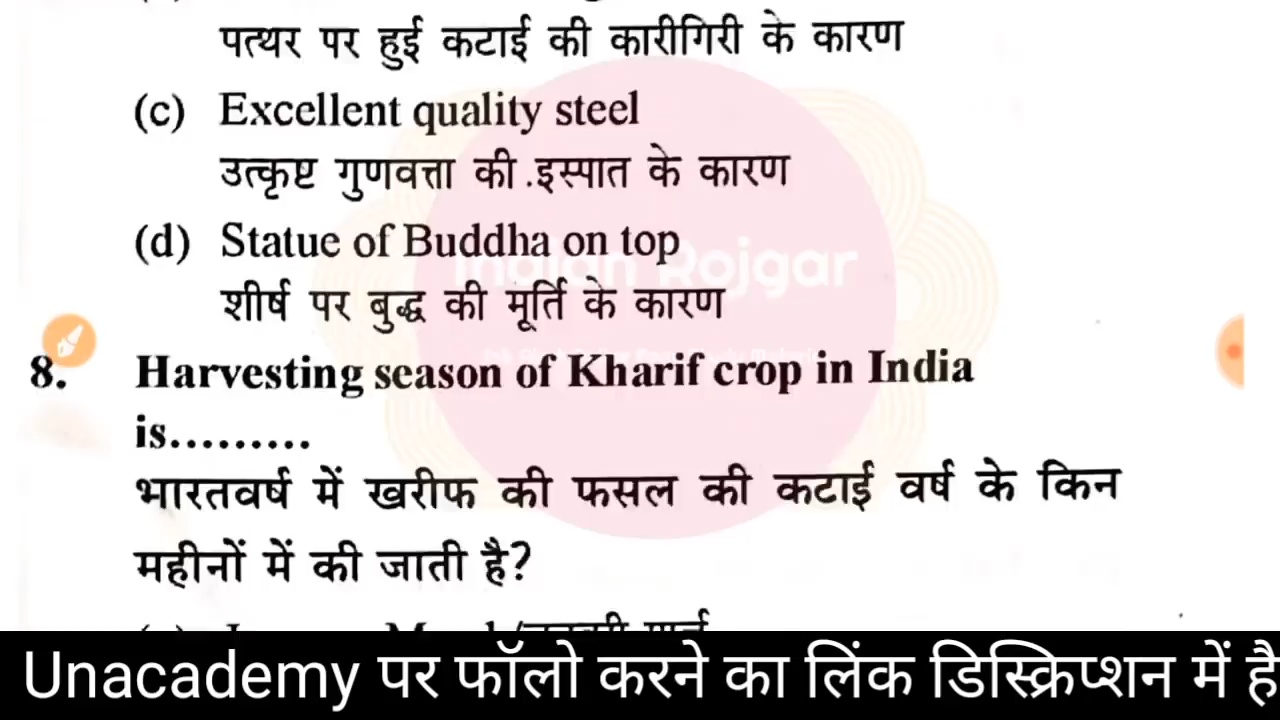 पत्थर पर हुई कटाई की कारीगिरी के कारण
(c) Excellent quality steel
उत्कृष्ट गुणवत्ता की .इस्पात के कारण
(d) Statue of Buddha on top
शीर्ष पर बुद्ध की मूर्ति के कारण
Indian Rojgar
8. Harvesting season of Kharif crop in India
is.........
भारतवर्ष में खरीफ की फसल की कटाई वर्ष के किन
महीनों में की जाती है?
Unacademy पर फॉलो करने का लिंक डिस्क्रिप्शन में है